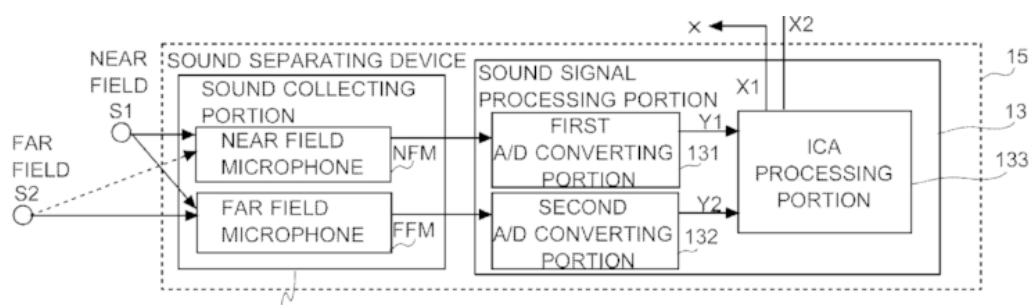 X X2
NEAR
FIELD
S1
FAR
FIELD
S2
SOUND SEPARATING DEVICE
SOUND COLLECTING
PORTION
NEAR FIELD
MICROPHONE
NFM
FAR FIELD
MICROPHONE
FFM
SOUND SIGNAL
PROCESSING PORTION
FIRST
A/D CONVERTING
PORTION
131
Y1
SECOND
A/D CONVERTING
PORTION
132
Y2
X1
ICA
PROCESSING
PORTION
15
13
133